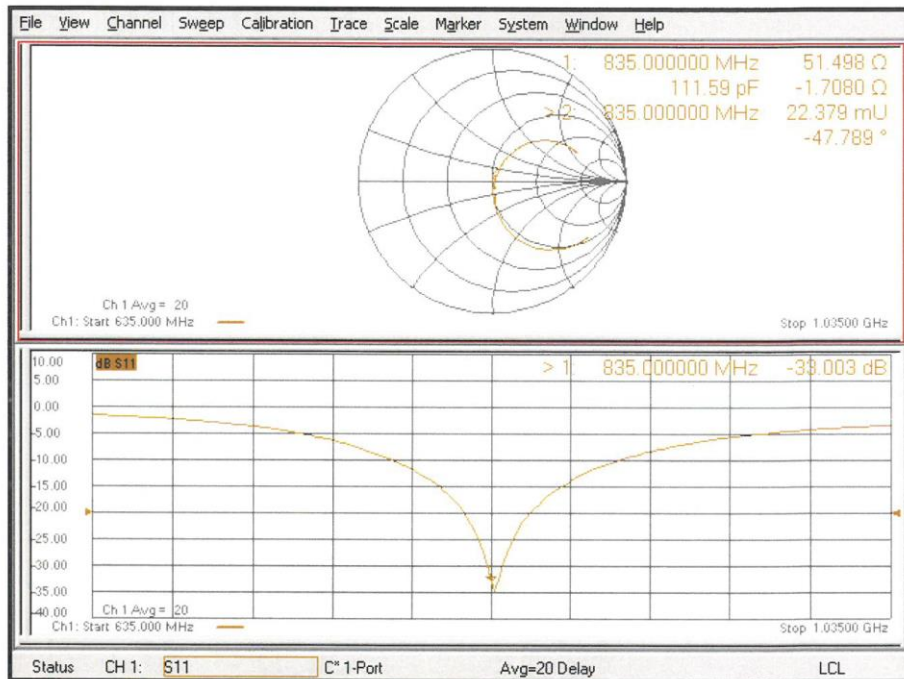 File View Channel Sweep Calibration Trace Scale Marker System Window Help
1: 835.000000 MHz 51.498 Ω
111.59 pF -1.7080 Ω
> 2: 835.000000 MHz 22.379 mU
-47.789 °
Ch 1 Avg = 20
Ch1: Start 635.000 MHz Stop 1.03500 GHz
10.00 dB S11 > 1: 835.000000 MHz -33.003 dB
5.00
0.00
-5.00
-10.00
-15.00
-20.00
-25.00
-30.00
-35.00
-40.00 Ch 1 Avg = 20
Ch1: Start 635.000 MHz Stop 1.03500 GHz
Status CH 1: S11 C* 1-Port Avg=20 Delay LCL